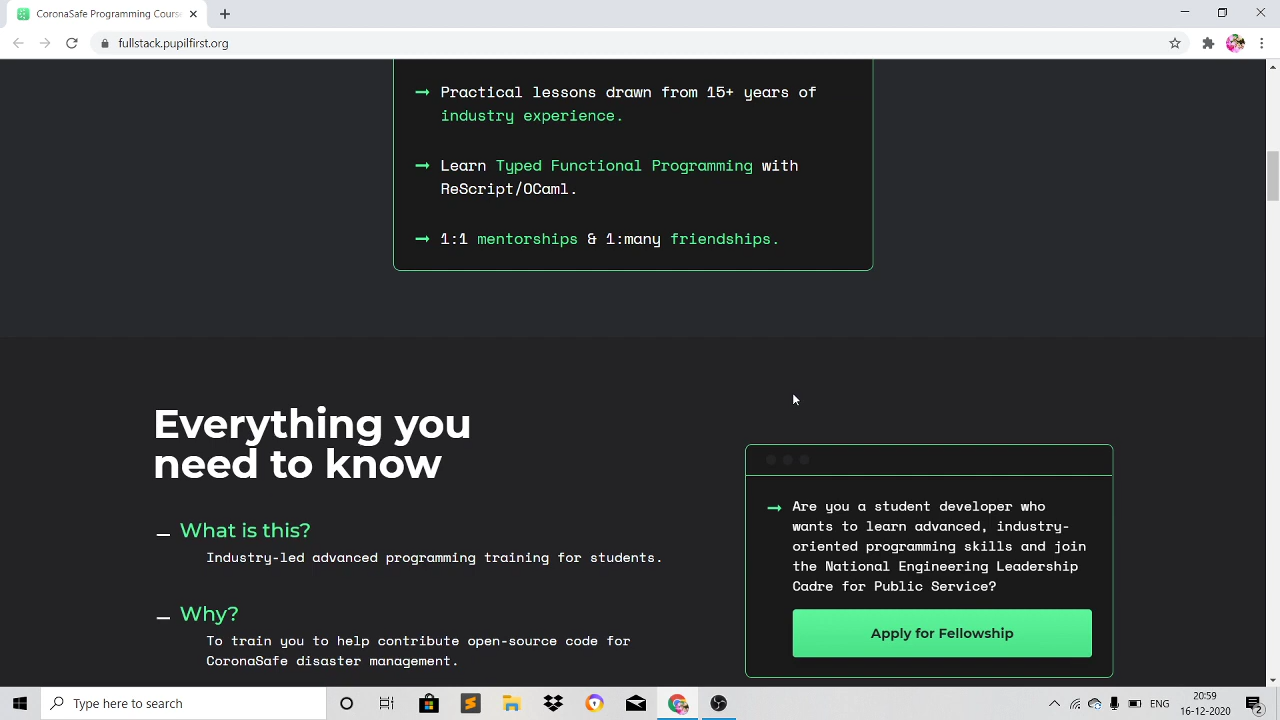 CoronaSafe Programming Cours
fullstack.pupilfirst.org
Practical lessons drawn from 15+ years of
industry experience.
Learn Typed Functional Programming with
ReScript/OCaml.
1:1 mentorships & 1:many friendships.
Everything you
need to know
What is this?
Industry-led advanced programming training for students.
Why?
To train you to help contribute open-source code for
CoronaSafe disaster management.
Are you a student developer who
wants to learn advanced, industry-
oriented programming skills and join
the National Engineering Leadership
Cadre for Public Service?
Apply for Fellowship
Type here to search
ENG
20:59
16-12-2020
2